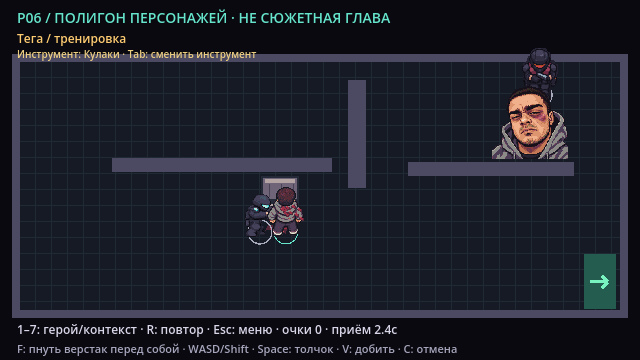 P06 / ПОЛИГОН ПЕРСОНАЖЕЙ · НЕ СЮЖЕТНАЯ ГЛАВА
Тега / тренировка
Инструмент: Кулаки · Tab: сменить инструмент
1–7: герой/контекст · R: повтор · Esc: меню · очки 0 · приём 2.4с
F: пнуть верстак перед собой · WASD/Shift · Space: толчок · V: добить · C: отмена